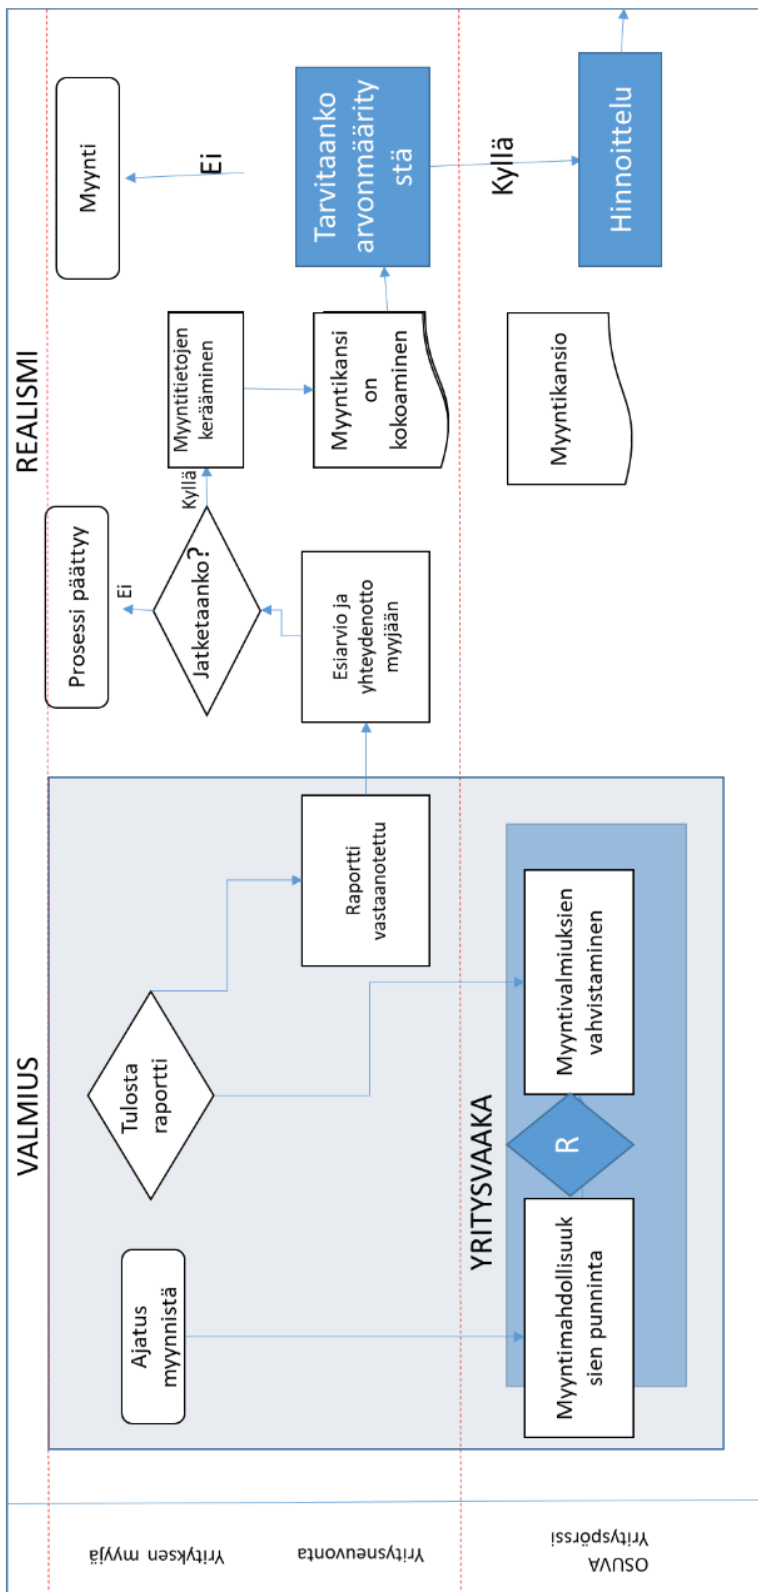 VALMIUS
REALISMI
Yrityksen myyjä
Ajatus
myynnistä
Tulosta
raportti
Prosessi päättyy
Ei
Jatketaanko?
Kyllä
Myyntitietojen
kerääminen
Myynti
Ei
Yritysneuvonta
Raportti
vastaanotettu
Esiarvio ja
yhteydenotto
myyjään
Myyntikansi
on
kokoaminen
Tarvitaanko
arvonmääritys
stä
Kyllä
OSUVA
Yrityspörssi
YRITYSVAAKA
Myyntimahdollisuuk
sien punninta
R
Myyntivalmiuksien
vahvistaminen
Myyntikansio
Hinnoittelu